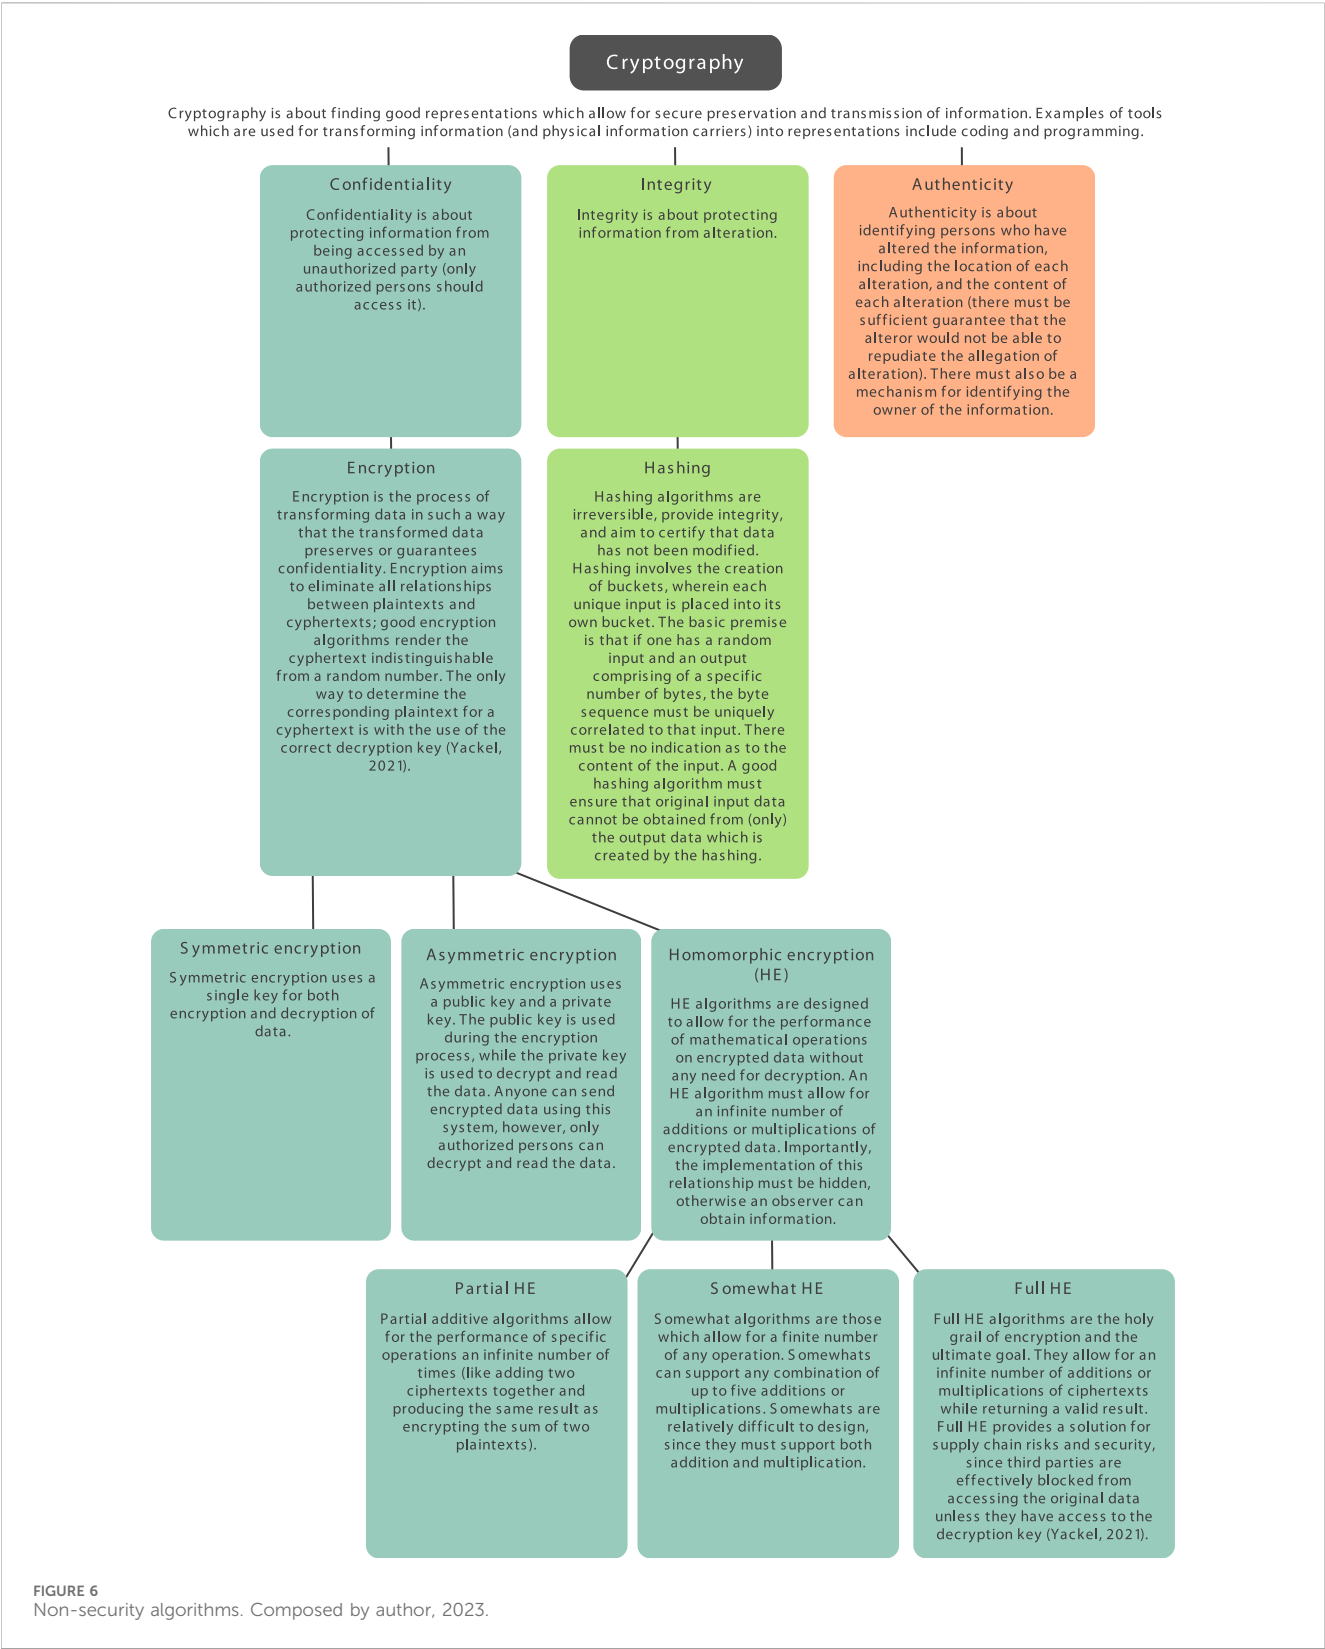 Cryptography
Cryptography is about finding good representations which allow for secure preservation and transmission of information. Examples of tools
which are used for transforming information (and physical information carriers) into representations include coding and programming.
Confidentiality
Confidentiality is about
protecting information from
being accessed by an
unauthorized party (only
authorized persons should
access it).
Integrity
Integrity is about protecting
information from alteration.
Authenticity
Authenticity is about
identifying persons who have
altered the information,
including the location of each
alteration, and the content of
each alteration (there must be
sufficient guarantee that the
alteror would not be able to
repudiate the allegation of
alteration). There must also be a
mechanism for identifying the
owner of the information.
Encryption
Encryption is the process of
transforming data in such a way
that the transformed data
preserves or guarantees
confidentiality. Encryption aims
to eliminate all relationships
between plaintexts and
cyphertexts; good encryption
algorithms render the
cyphertext indistinguishable
from a random number. The only
way to determine the
corresponding plaintext for a
cyphertext is with the use of the
correct decryption key (Yackel,
2021).
Hashing
Hashing algorithms are
irreversible, provide integrity,
and aim to certify that data
has not been modified.
Hashing involves the creation
of buckets, wherein each
unique input is placed into its
own bucket. The basic premise
is that if one has a random
input and an output
comprising of a specific
number of bytes, the byte
sequence must be uniquely
correlated to that input. There
must be no indication as to the
content of the input. A good
hashing algorithm must
ensure that original input data
cannot be obtained from (only)
the output data which is
created by the hashing.
Symmetric encryption
Symmetric encryption uses a
single key for both
encryption and decryption of
data.
Asymmetric encryption
Asymmetric encryption uses
a public key and a private
key. The public key is used
during the encryption
process, while the private key
is used to decrypt and read
the data. Anyone can send
encrypted data using this
system, however, only
authorized persons can
decrypt and read the data.
Homomorphic encryption
(HE)
HE algorithms are designed
to allow for the performance
of mathematical operations
on encrypted data without
any need for decryption. An
HE algorithm must allow for
an infinite number of
additions or multiplications of
encrypted data. Importantly,
the implementation of this
relationship must be hidden,
otherwise an observer can
obtain information.
Partial HE
Partial additive algorithms allow
for the performance of specific
operations an infinite number of
times (like adding two
ciphertexts together and
producing the same result as
encrypting the sum of two
plaintexts).
Somewhat HE
Somewhat algorithms are those
which allow for a finite number
of any operation. Somewhats
can support any combination of
up to five additions or
multiplications. Somewhats are
relatively difficult to design,
since they must support both
addition and multiplication.
Full HE
Full HE algorithms are the holy
grail of encryption and the
ultimate goal. They allow for an
infinite number of additions or
multiplications of ciphertexts
while returning a valid result.
Full HE provides a solution for
supply chain risks and security,
since third parties are
effectively blocked from
accessing the original data
unless they have access to the
decryption key (Yackel, 2021).
FIGURE 6
Non-security algorithms. Composed by author, 2023.